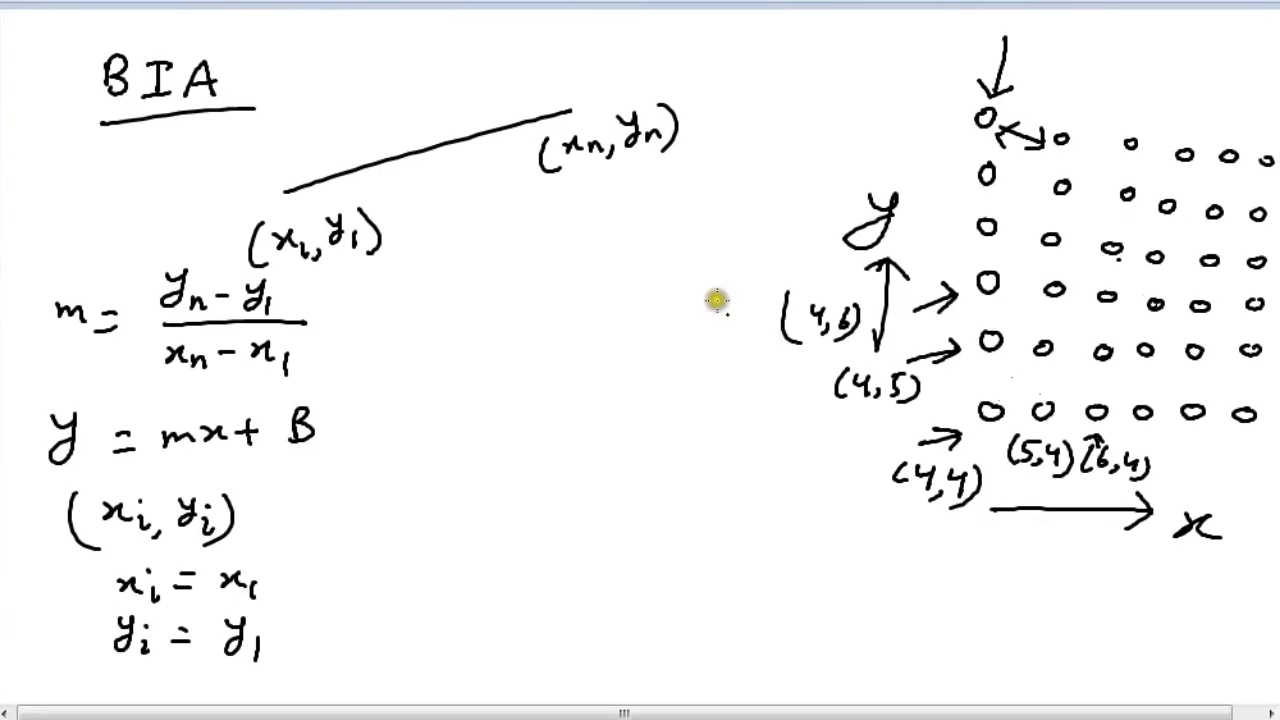 BIA
(xₙ, yₙ)
(x₁, y₁)
m = yₙ - y₁ / xₙ - x₁
y = mx + B
(xᵢ, yᵢ)
xᵢ = x₁
yᵢ = y₁
y
(4,6)
(4,5)
(4,4) (5,4) (6,4)
x